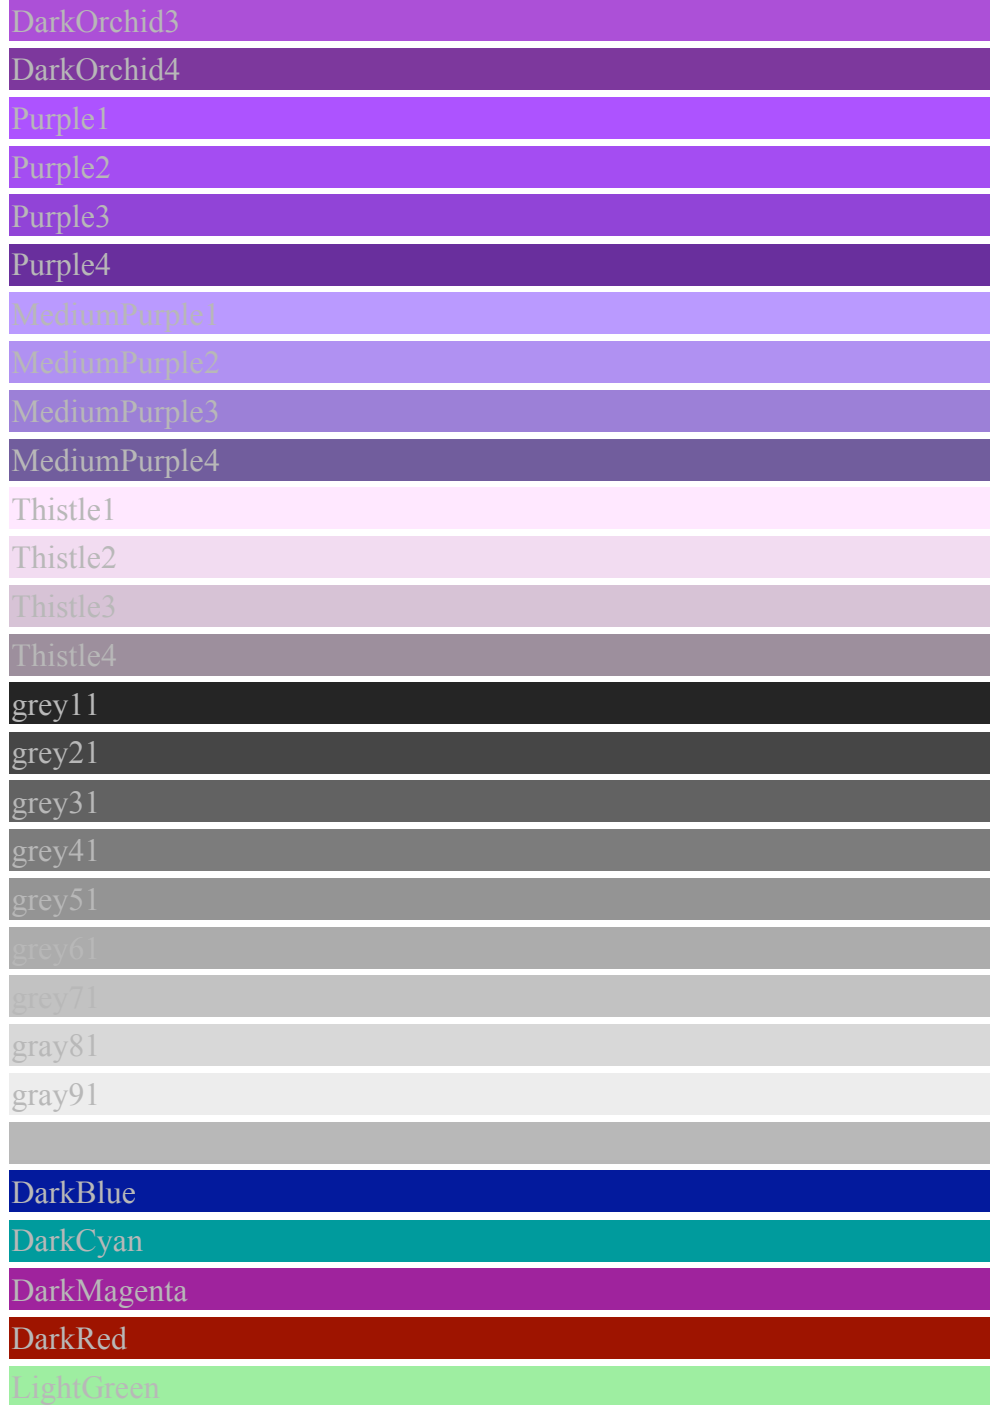 DarkOrchid3
DarkOrchid4
Purple1
Purple2
Purple3
Purple4
MediumPurple1
MediumPurple2
MediumPurple3
MediumPurple4
Thistle1
Thistle2
Thistle3
Thistle4
grey11
grey21
grey31
grey41
grey51
grey61
grey71
gray81
gray91
DarkBlue
DarkCyan
DarkMagenta
DarkRed
LightGreen